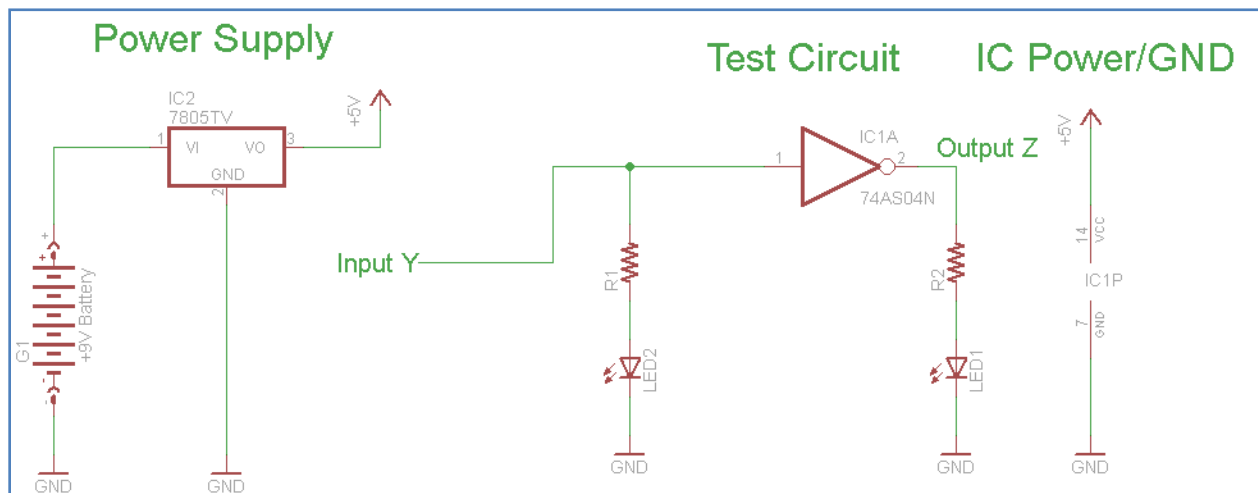 Power Supply
Test Circuit
IC Power/GND
IC2
7805TV
+5V
1
VI
VO
3
GND
2
+
+
G1
+9V Battery
-
-
GND
GND
Input Y
R1
LED2
GND
1
IC1A
2
74AS04N
Output Z
R2
LED1
GND
+5V
14
VCC
IC1P
7
GND
GND